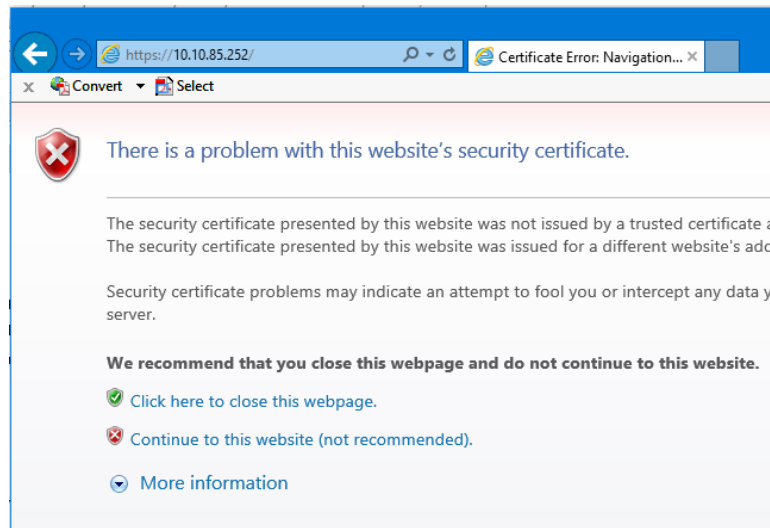 https://10.10.85.252/
Certificate Error: Navigation...
x Convert Select
There is a problem with this website's security certificate.
The security certificate presented by this website was not issued by a trusted certificate
The security certificate presented by this website was issued for a different website's
Security certificate problems may indicate an attempt to fool you or intercept any data
server.
We recommend that you close this webpage and do not continue to this website.
Click here to close this webpage.
Continue to this website (not recommended).
More information